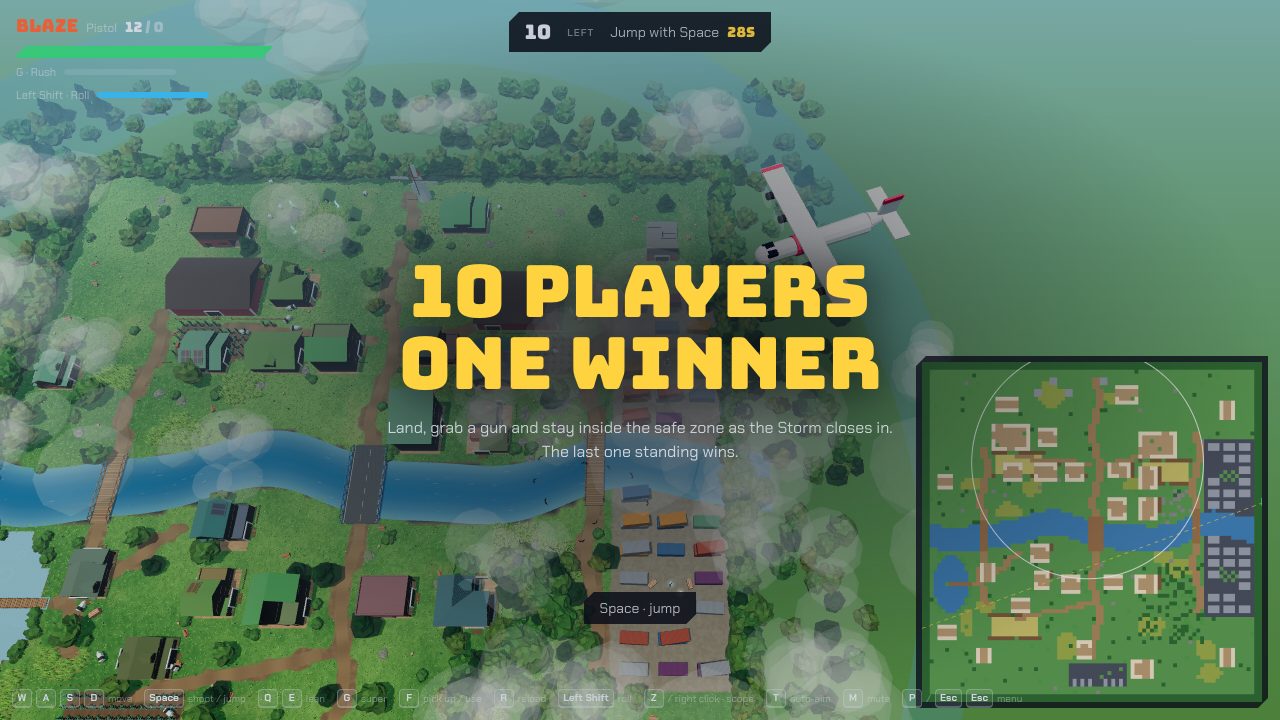 BLAZE Pistol 12 / 0
10 LEFT Jump with Space 28S
G · Rush
Left Shift · Roll
10 PLAYERS
ONE WINNER
Land, grab a gun and stay inside the safe zone as the Storm closes in.
The last one standing wins.
Space · jump
W A S D move Space shoot / jump Q E lean G super F pick up / use R reload Left Shift roll Z / right click · scope T auto-aim M mute P Esc Esc menu